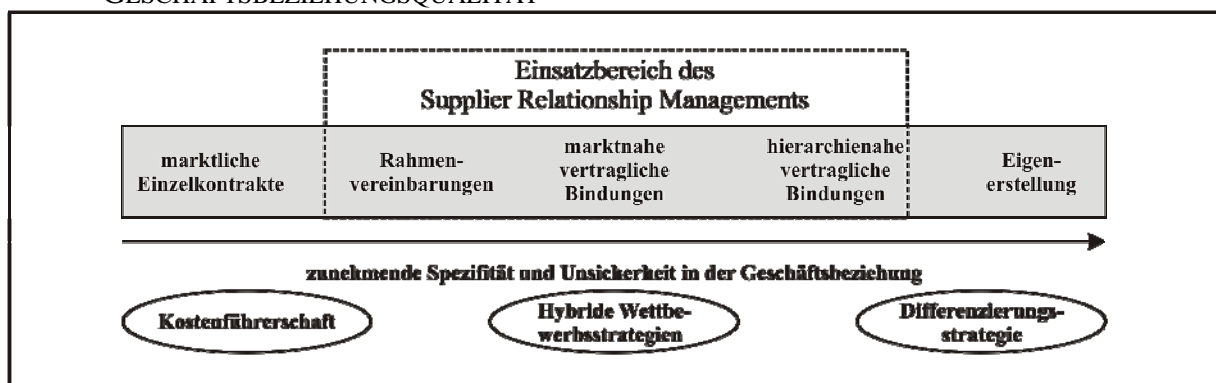 GESCHÄFTSBEZIEHUNGSQUALITÄT
Einsatzbereich des
Supplier Relationship Managements
marktliche
Einzelkontrakte
Rahmen-
vereinbarungen
marktnahe
vertragliche
Bindungen
hierarchienahe
vertragliche
Bindungen
Eigen-
erstellung
zunehmende Spezifität und Unsicherheit in der Geschäftsbeziehung
Kostenführerschaft
Hybride Wettbe-
werbsstrategien
Differenzierungs-
strategie